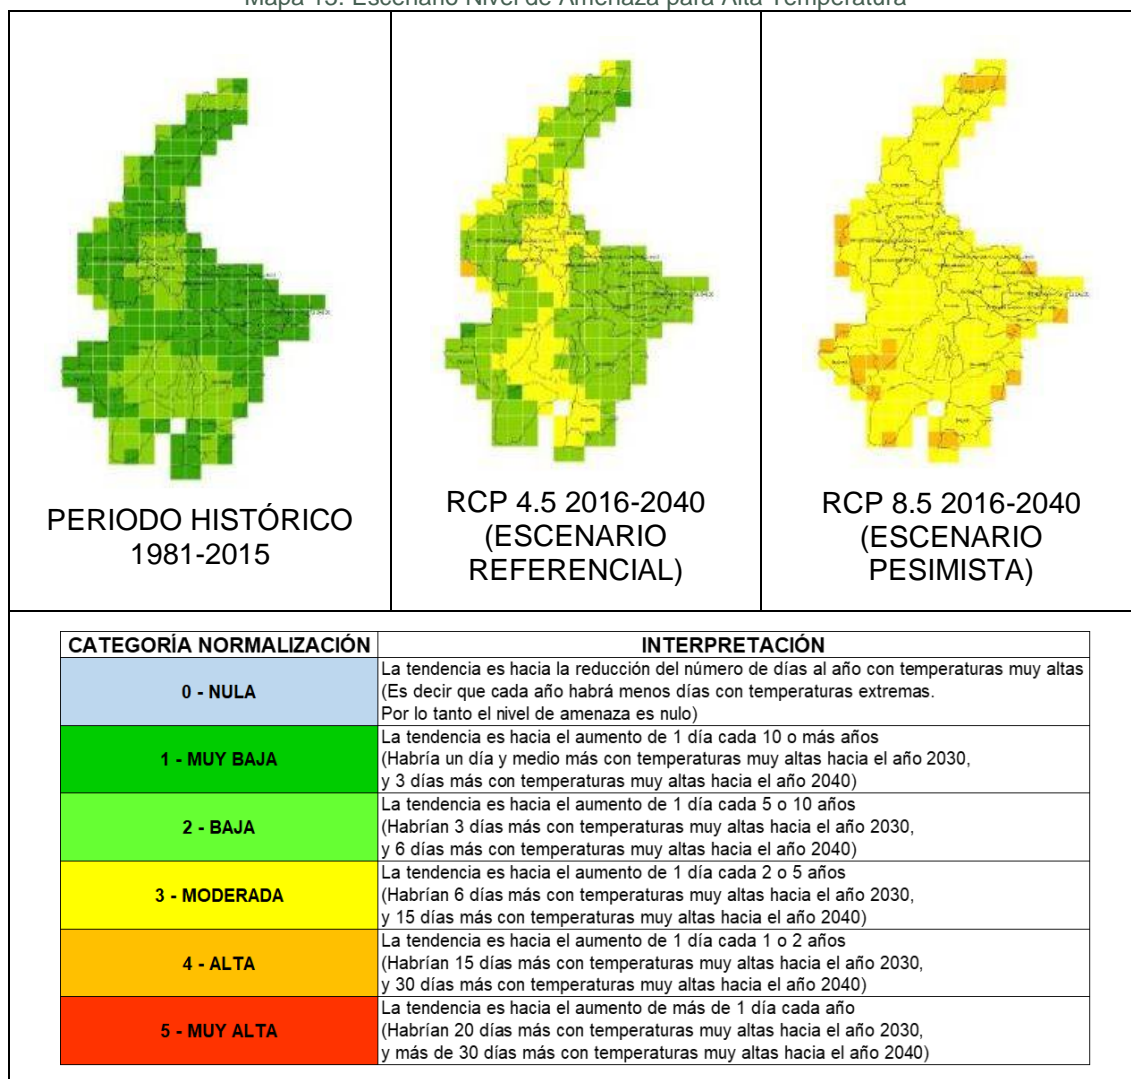 Mapa 13. Escenario Nivel de Amenaza para Alta Temperatura
PERIODO HISTÓRICO
1981-2015
RCP 4.5 2016-2040
(ESCENARIO
REFERENCIAL)
RCP 8.5 2016-2040
(ESCENARIO
PESIMISTA)
CATEGORÍA NORMALIZACIÓN
INTERPRETACIÓN
0 - NULA
La tendencia es hacia la reducción del número de días al año con temperaturas muy altas
(Es decir que cada año habrá menos días con temperaturas extremas.
Por lo tanto el nivel de amenaza es nulo)
1 - MUY BAJA
La tendencia es hacia el aumento de 1 día cada 10 o más años
(Habría un día y medio más con temperaturas muy altas hacia el año 2030,
y 3 días más con temperaturas muy altas hacia el año 2040)
2 - BAJA
La tendencia es hacia el aumento de 1 día cada 5 o 10 años
(Habrían 3 días más con temperaturas muy altas hacia el año 2030,
y 6 días más con temperaturas muy altas hacia el año 2040)
3 - MODERADA
La tendencia es hacia el aumento de 1 día cada 2 o 5 años
(Habrían 6 días más con temperaturas muy altas hacia el año 2030,
y 15 días más con temperaturas muy altas hacia el año 2040)
4 - ALTA
La tendencia es hacia el aumento de 1 día cada 1 o 2 años
(Habrían 15 días más con temperaturas muy altas hacia el año 2030,
y 30 días más con temperaturas muy altas hacia el año 2040)
5 - MUY ALTA
La tendencia es hacia el aumento de más de 1 día cada año
(Habrían 20 días más con temperaturas muy altas hacia el año 2030,
y más de 30 días más con temperaturas muy altas hacia el año 2040)